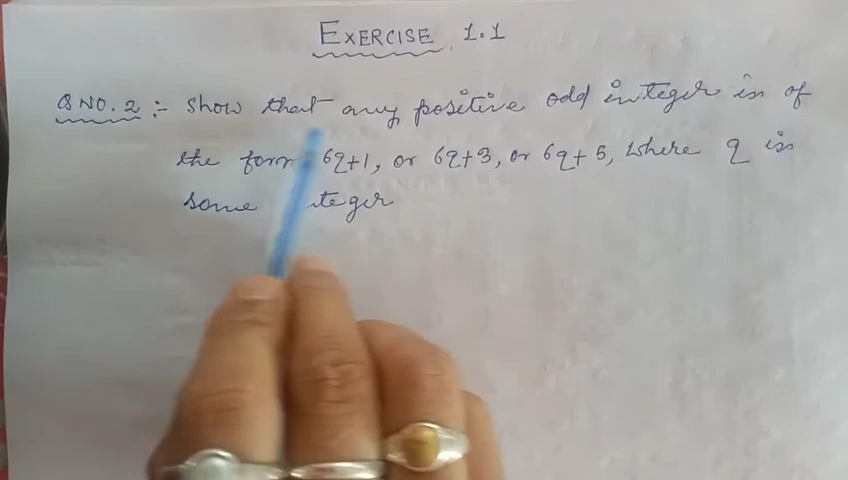 EXERCISE 1.1
Q NO. 2 :- Show that any positive odd integer is of
the form 6q+1, or 6q+3, or 6q+5, where q is
some